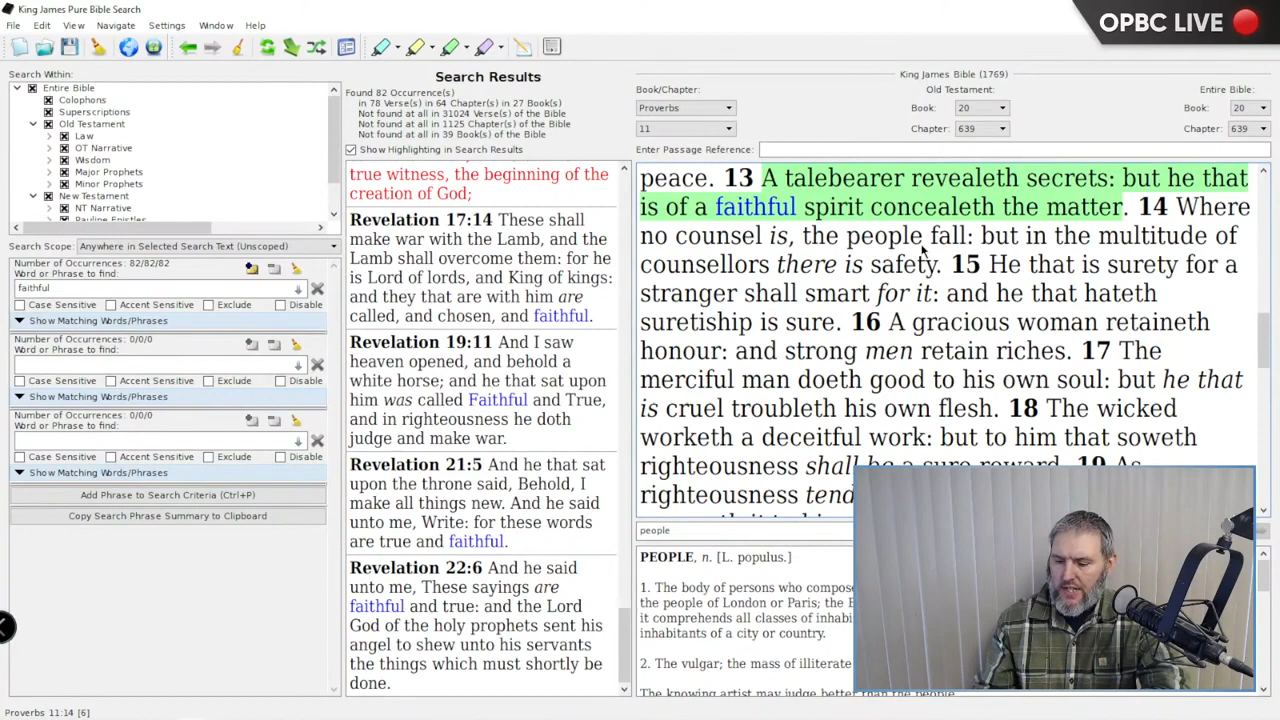 King James Pure Bible Search
File Edit View Navigate Settings Window Help
OPBC LIVE
Search Within:
Entire Bible
Colophons
Superscriptions
Old Testament
Law
OT Narrative
Wisdom
Major Prophets
Minor Prophets
New Testament
NT Narrative
Pauline Epistles
Search Scope: Anywhere in Selected Search Text (Unscoped)
Number of Occurrences: 82/82/82
Word or Phrase to find:
faithful
Case Sensitive Accent Sensitive Exclude Disable
Show Matching Words/Phrases
Number of Occurrences: 0/0/0
Word or Phrase to find:
Case Sensitive Accent Sensitive Exclude Disable
Show Matching Words/Phrases
Number of Occurrences: 0/0/0
Word or Phrase to find:
Case Sensitive Accent Sensitive Exclude Disable
Show Matching Words/Phrases
Add Phrase to Search Criteria (Ctrl+P)
Copy Search Phrase Summary to Clipboard
Search Results
Found 82 Occurrence(s)
in 78 Verse(s) in 64 Chapter(s) in 27 Book(s)
Not found at all in 31024 Verse(s) of the Bible
Not found at all in 1125 Chapter(s) of the Bible
Not found at all in 39 Book(s) of the Bible
Show Highlighting in Search Results
true witness, the beginning of the
creation of God;
Revelation 17:14 These shall
make war with the Lamb, and the
Lamb shall overcome them: for he
is Lord of lords, and King of kings:
and they that are with him are
called, and chosen, and faithful.
Revelation 19:11 And I saw
heaven opened, and behold a
white horse; and he that sat upon
him was called Faithful and True,
and in righteousness he doth
judge and make war.
Revelation 21:5 And he that sat
upon the throne said, Behold, I
make all things new. And he said
unto me, Write: for these words
are true and faithful.
Revelation 22:6 And he said
unto me, These sayings are
faithful and true: and the Lord
God of the holy prophets sent his
angel to shew unto his servants
the things which must shortly be
done.
King James Bible (1769)
Book/Chapter: Old Testament: Entire Bible:
Proverbs Book: 20 Book: 20
11 Chapter: 639 Chapter: 639
Enter Passage Reference:
peace. 13 A talebearer revealeth secrets: but he that
is of a faithful spirit concealeth the matter. 14 Where
no counsel is, the people fall: but in the multitude of
counsellors there is safety. 15 He that is surety for a
stranger shall smart for it: and he that hateth
suretiship is sure. 16 A gracious woman retaineth
honour: and strong men retain riches. 17 The
merciful man doeth good to his own soul: but he that
is cruel troubleth his own flesh. 18 The wicked
worketh a deceitful work: but to him that soweth
righteousness shall be a sure reward. 19 As
righteousness tend
people
PEOPLE, n. [L. populus.]
1. The body of persons who compose
the people of London or Paris; the
it comprehends all classes of inhabi
inhabitants of a city or country.
2. The vulgar; the mass of illiterate
The knowing artist may judge better than the people.
Proverbs 11:14 [6]